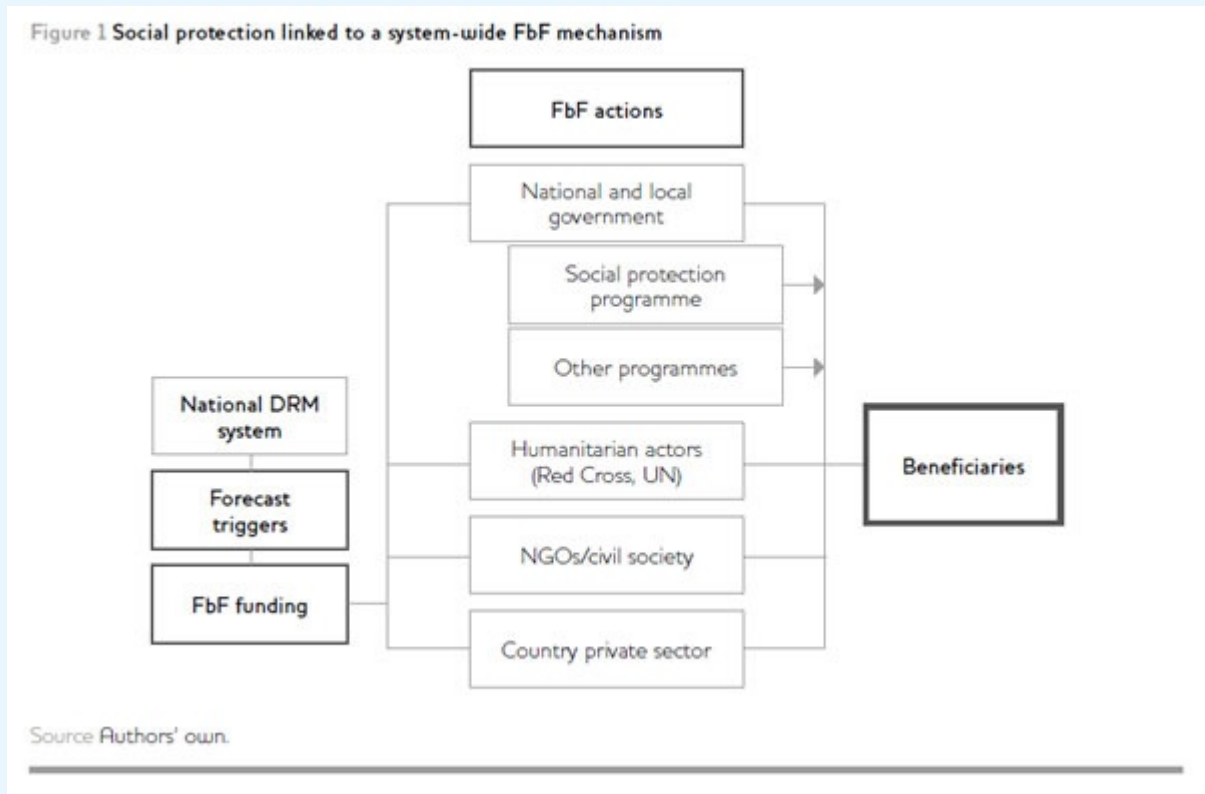 Figure 1 Social protection linked to a system-wide FbF mechanism
FbF actions
National and local
government
Social protection
programme
Other programmes
National DRM
system
Forecast
triggers
FbF funding
Humanitarian actors
(Red Cross, UN)
NGOs/civil society
Country private sector
Beneficiaries
Source Authors' own.